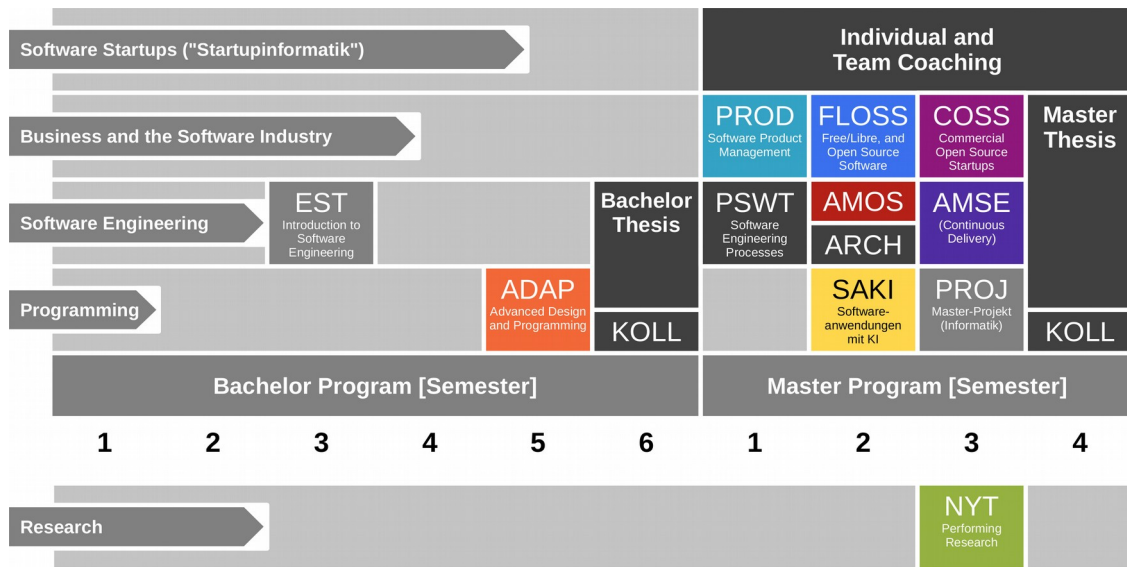 Software Startups ("Startupinformatik")
Individual and
Team Coaching
Business and the Software Industry
PROD
Software Product
Management
FLOSS
Free/Libre, and
Open Source
Software
COSS
Commercial
Open Source
Startups
Master
Thesis
Software Engineering
EST
Introduction to
Software
Engineering
Bachelor
Thesis
PSWT
Software
Engineering
Processes
AMOS
ARCH
AMSE
(Continuous
Delivery)
Programming
ADAP
Advanced Design
and Programming
KOLL
SAKI
Software-
anwendungen
mit KI
PROJ
Master-Projekt
(Informatik)
KOLL
Bachelor Program [Semester]
Master Program [Semester]
1 2 3 4 5 6 1 2 3 4
Research
NYT
Performing
Research